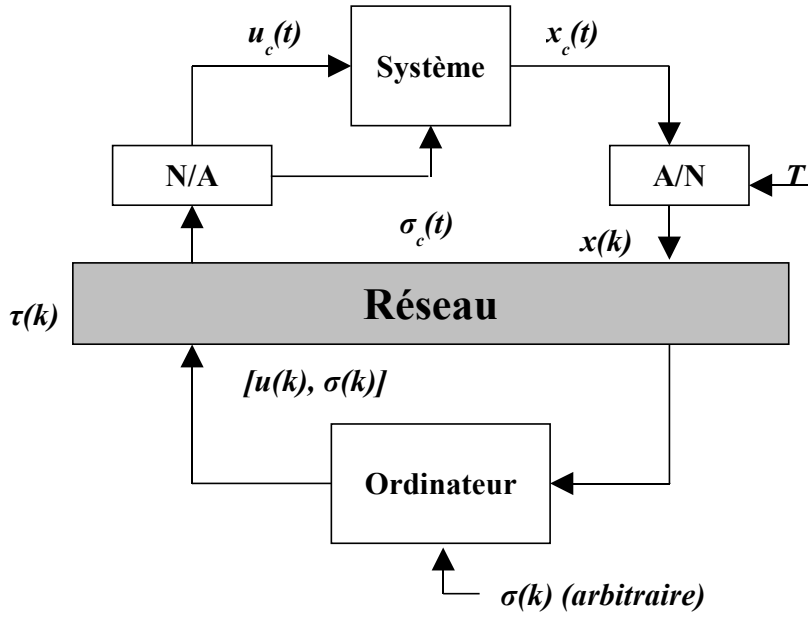 u_c(t)
x_c(t)
Système
N/A
A/N
T
σ_c(t)
x(k)
Réseau
τ(k)
[u(k), σ(k)]
Ordinateur
σ(k) (arbitraire)